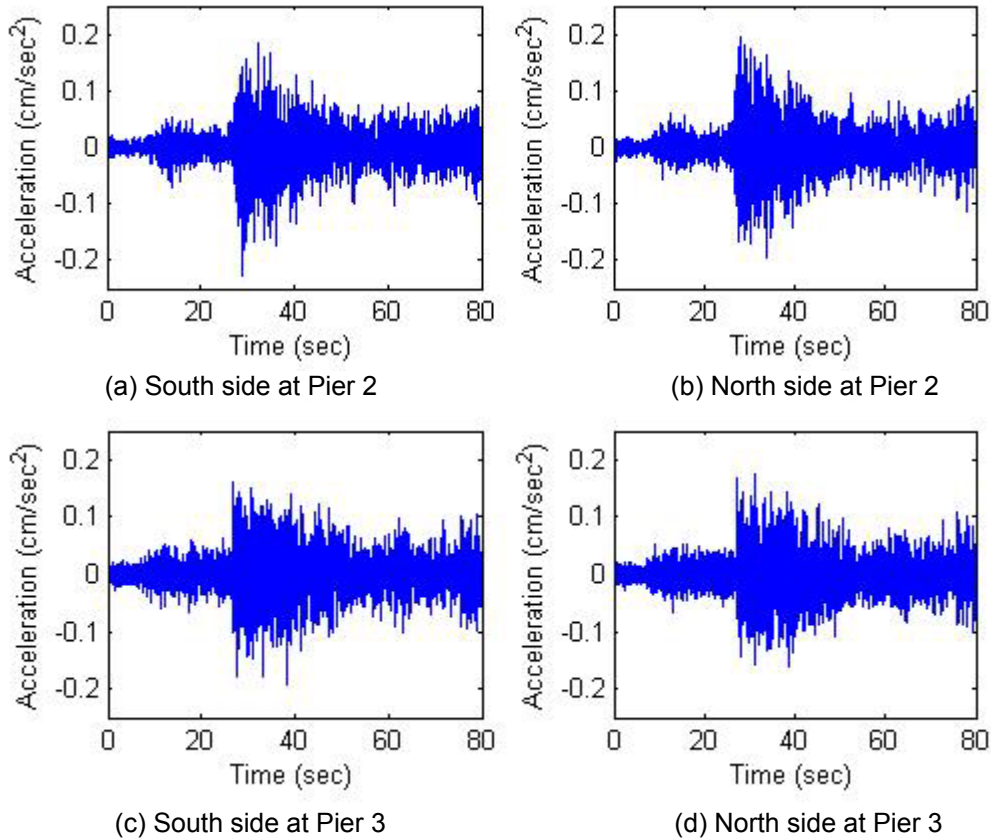 0.2
0.1
0
-0.1
-0.2
Acceleration (cm/sec²)
0 20 40 60 80
Time (sec)
(a) South side at Pier 2
0.2
0.1
0
-0.1
-0.2
Acceleration (cm/sec²)
0 20 40 60 80
Time (sec)
(b) North side at Pier 2
0.2
0.1
0
-0.1
-0.2
Acceleration (cm/sec²)
0 20 40 60 80
Time (sec)
(c) South side at Pier 3
0.2
0.1
0
-0.1
-0.2
Acceleration (cm/sec²)
0 20 40 60 80
Time (sec)
(d) North side at Pier 3